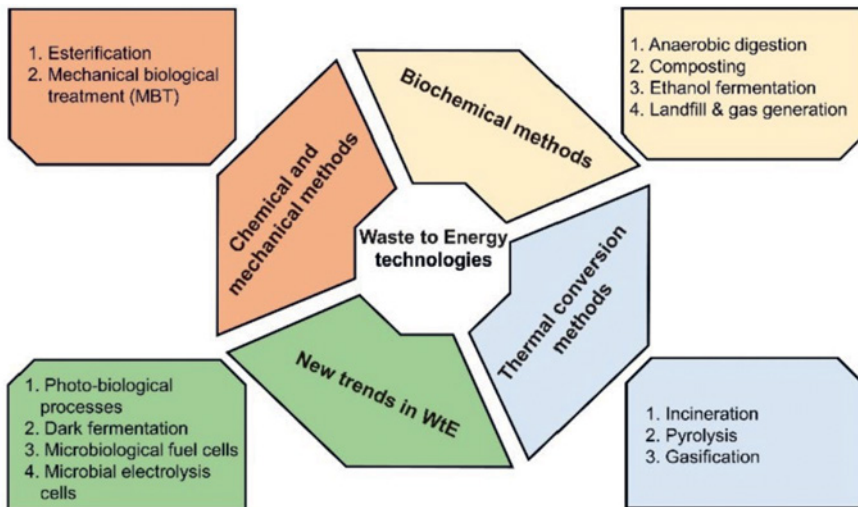 1. Esterification
2. Mechanical biological
treatment (MBT)
Biochemical methods
1. Anaerobic digestion
2. Composting
3. Ethanol fermentation
4. Landfill & gas generation
Chemical and
mechanical methods
Waste to Energy
technologies
Thermal conversion
methods
New trends in WtE
1. Photo-biological
processes
2. Dark fermentation
3. Microbiological fuel cells
4. Microbial electrolysis
cells
1. Incineration
2. Pyrolysis
3. Gasification